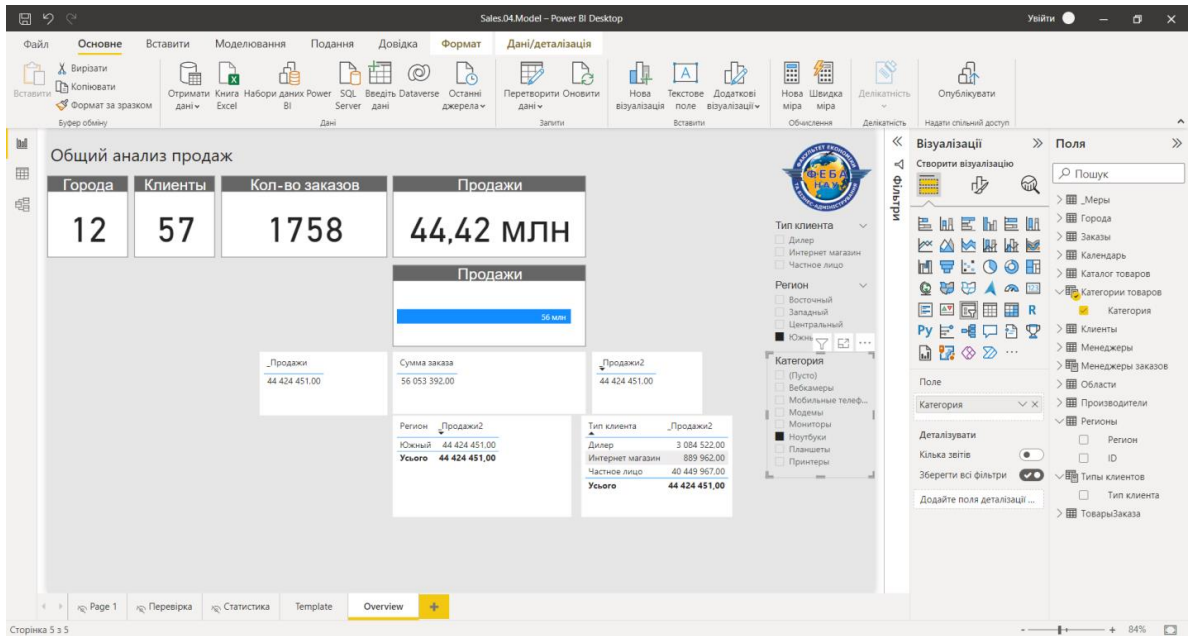 Sales.04.Model – Power BI Desktop
Увійти
Файл Основне Вставити Моделювання Подання Довідка Формат Дані/деталізація
Вставити
Вирізати
Копіювати
Формат за зразком
Отримати дані
Книга Excel
Набори даних Power BI
SQL Server
Введіть дані
Dataverse
Останні джерела
Перетворити дані
Оновити
Нова візуалізація
Текстове поле
Додаткові візуалізації
Нова міра
Швидка міра
Делікатність
Опублікувати
Буфер обміну Дані Запити Вставити Обчислення Делікатність Надати спільний доступ
Общий анализ продаж
Города
12
Клиенты
57
Кол-во заказов
1758
Продажи
44,42 МЛН
Продажи
56 млн
_Продажи
44 424 451,00
Сумма заказа
56 053 392,00
_Продажи2
44 424 451,00
Регион _Продажи2
Южный 44 424 451,00
Усього 44 424 451,00
Тип клиента _Продажи2
Дилер 3 084 522,00
Интернет магазин 889 962,00
Частное лицо 40 449 967,00
Усього 44 424 451,00
ФЕБА
Тип клиента
Дилер
Интернет магазин
Частное лицо
Регион
Восточный
Западный
Центральный
Категория
(Пусто)
Вебкамеры
Мобильные телеф...
Модемы
Мониторы
Ноутбуки
Планшеты
Принтеры
Фільтри
Візуалізації
Створити візуалізацію
R
Py
Поле
Категория
Деталізувати
Кілька звітів
Зберегти всі фільтри
Додайте поля деталізації ...
Поля
Пошук
_Меры
Города
Заказы
Календарь
Каталог товаров
Категории товаров
Категория
Клиенты
Менеджеры
Менеджеры заказов
Области
Производители
Регионы
Регион
ID
Типы клиентов
Тип клиента
ТоварыЗаказа
Page 1 Перевірка Статистика Template Overview
Сторінка 5 з 5
84%